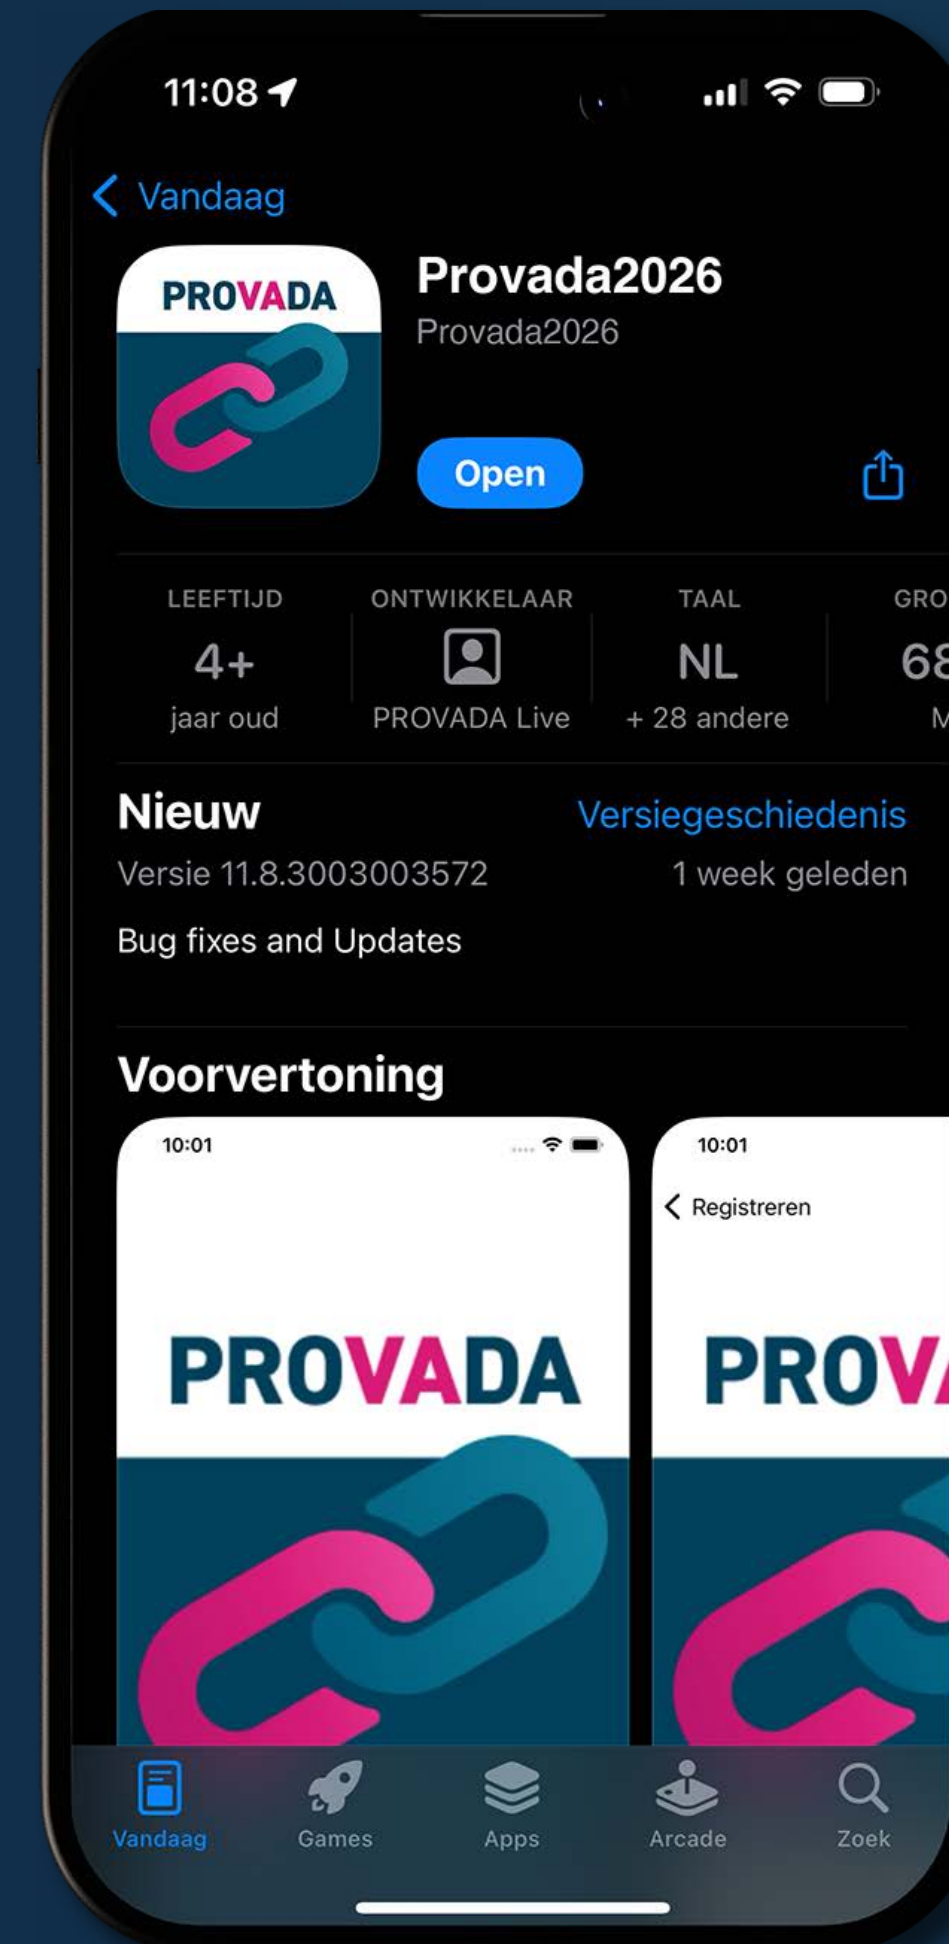 11:08
Vandaag
PROVADA
Provada2026
Provada2026
Open
LEEFTIJD
4+
jaar oud
ONTWIKKELAAR
PROVADA Live
TAAL
NL
+ 28 andere
GRO
68
M
Nieuw
Versiegeschiedenis
Versie 11.8.3003003572
1 week geleden
Bug fixes and Updates
Voorvertoning
10:01
PROVADA
10:01
Registreren
PROVA
Vandaag
Games
Apps
Arcade
Zoek